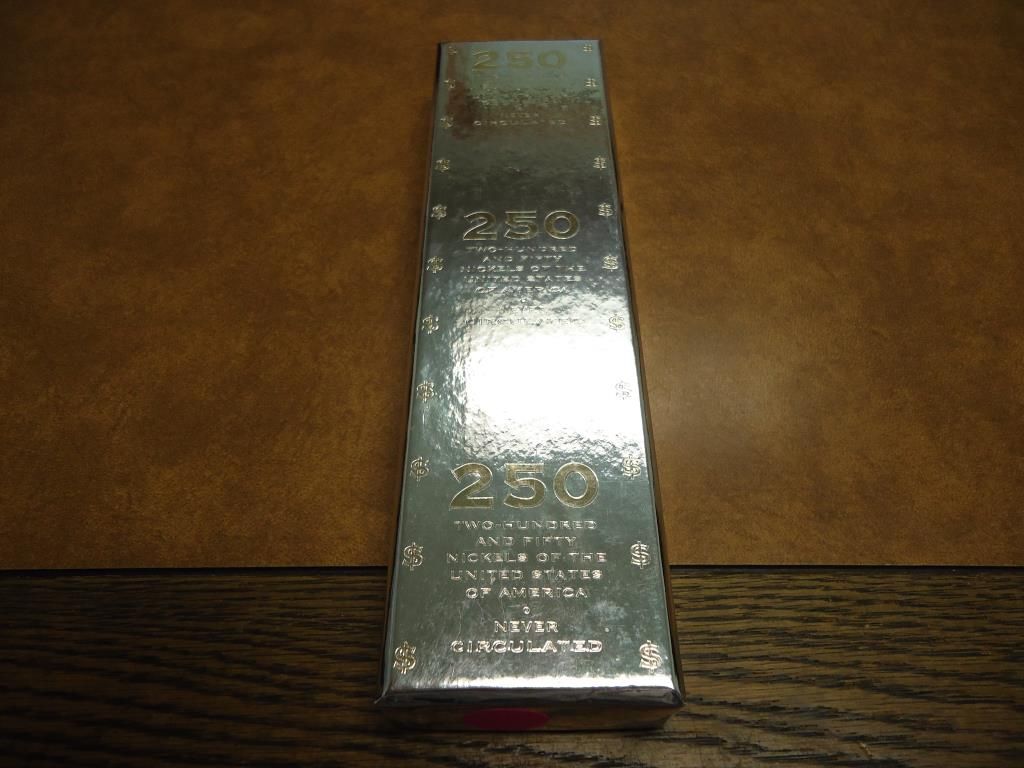 250
CIRCULATED
250
TWO-HUNDRED
AND FIFTY
NICKELS OF THE
UNITED STATES
OF AMERICA
250
TWO-HUNDRED
AND FIFTY
NICKELS OF THE
UNITED STATES
OF AMERICA
NEVER
CIRCULATED